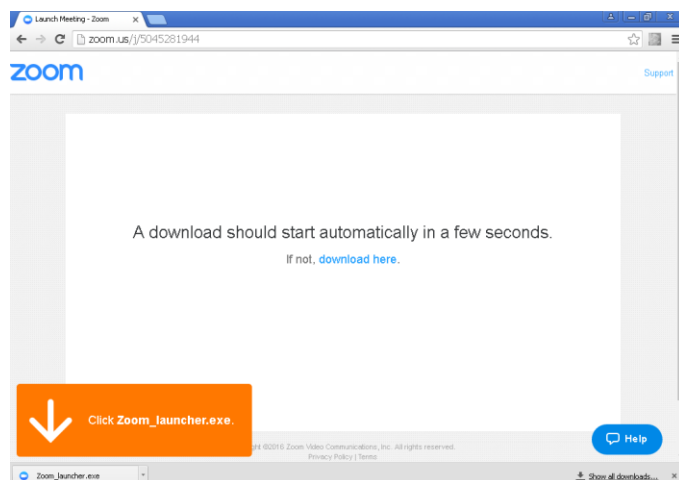 Launch Meeting - Zoom
zoom.us/j/5045281944
zoom
Support
A download should start automatically in a few seconds.
If not, download here.
Click Zoom_launcher.exe.
©2016 Zoom Video Communications, Inc. All rights reserved.
Privacy Policy | Terms
Help
Zoom_launcher.exe
Show all downloads...